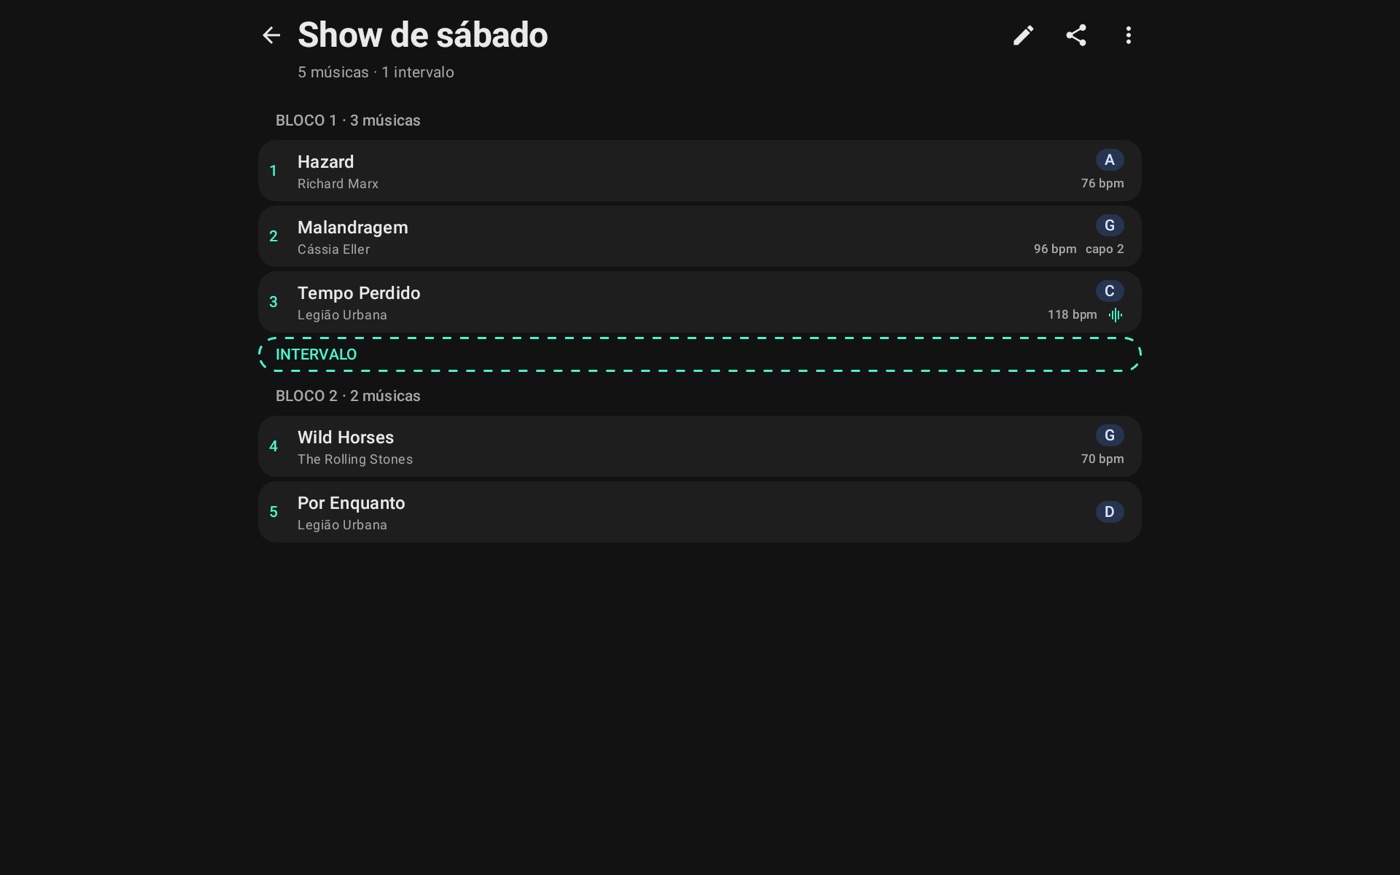 Show de sábado
5 músicas · 1 intervalo
BLOCO 1 · 3 músicas
1 Hazard A
Richard Marx 76 bpm
2 Malandragem G
Cássia Eller 96 bpm capo 2
3 Tempo Perdido C
Legião Urbana 118 bpm
INTERVALO
BLOCO 2 · 2 músicas
4 Wild Horses G
The Rolling Stones 70 bpm
5 Por Enquanto D
Legião Urbana